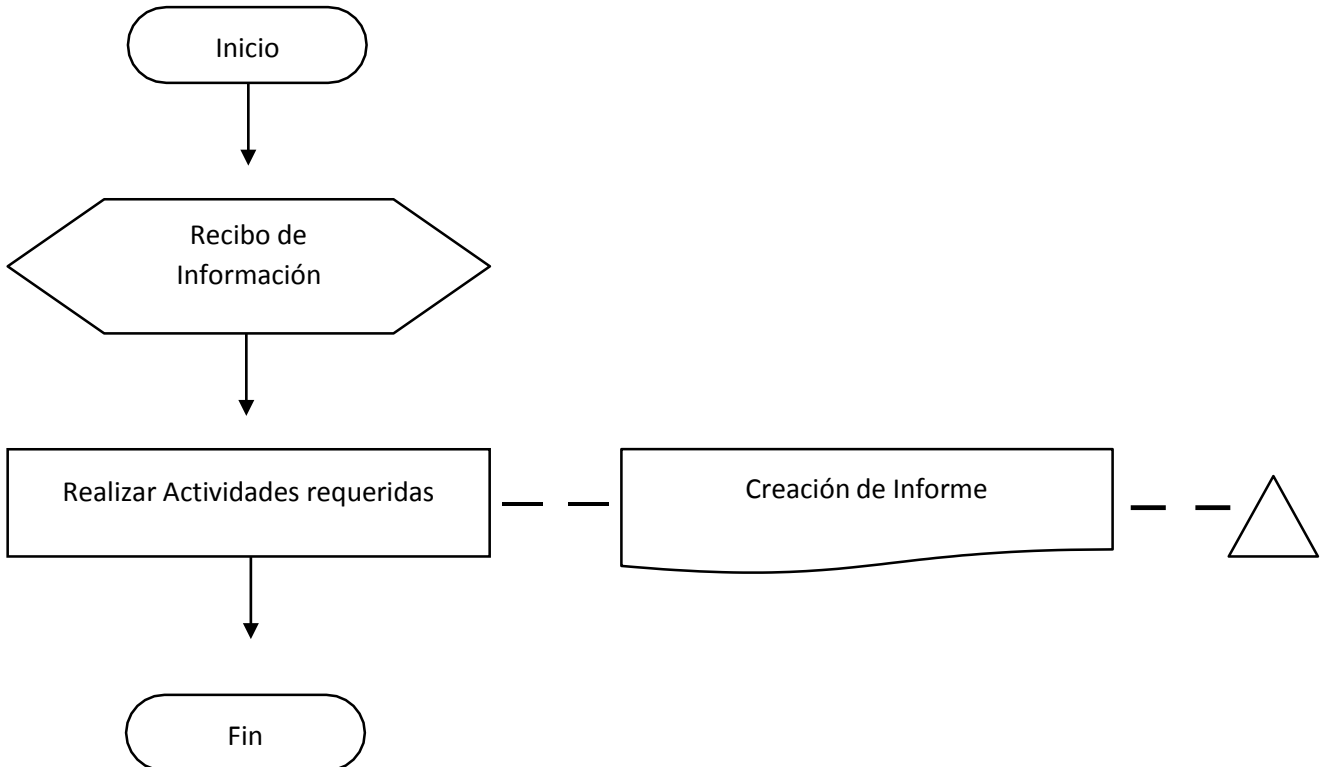 Inicio
Recibo de
Información
Realizar Actividades requeridas
Creación de Informe
Fin